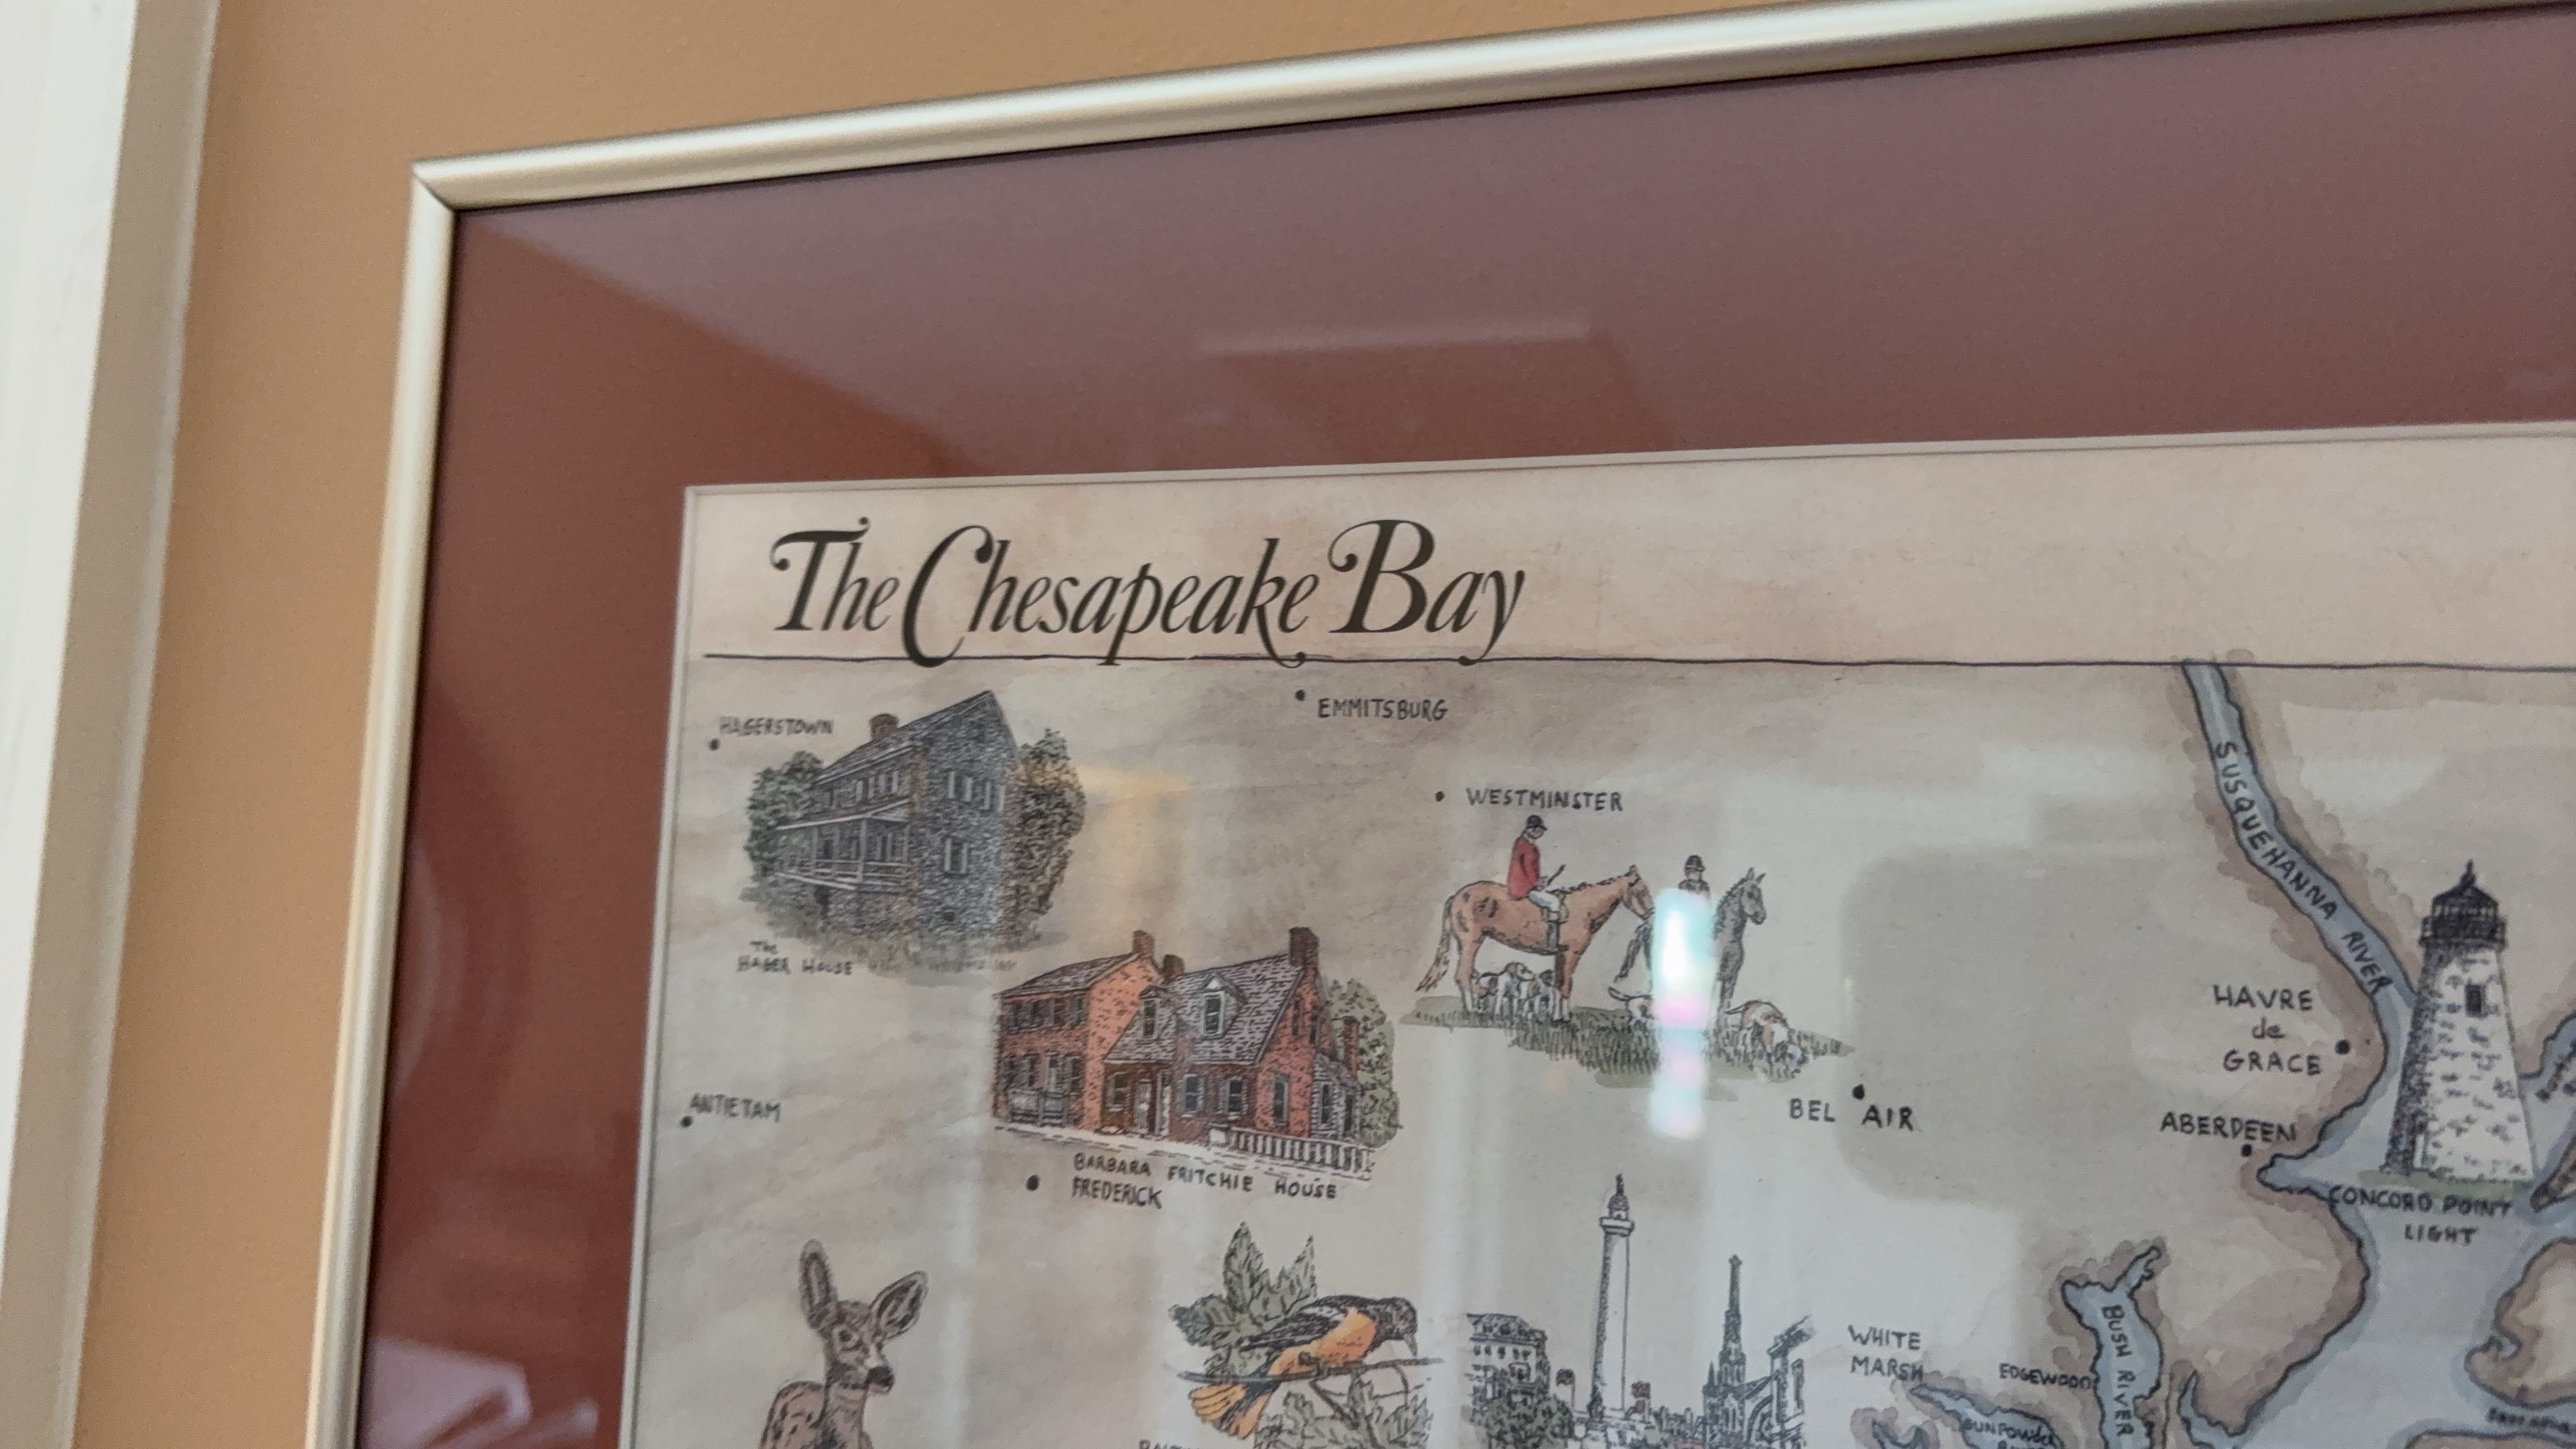 The Chesapeake Bay
EMMITSBURG
HAGERSTOWN
WESTMINSTER
SUSQUEHANNA RIVER
The
HAGER HOUSE
HAVRE
de
GRACE
ANTIETAM
BEL AIR
ABERDEEN
BARBARA FRITCHIE HOUSE
FREDERICK
CONCORD POINT
LIGHT
WHITE
MARSH
EDGEWOOD
BUSH RIVER
GUNPOWDER